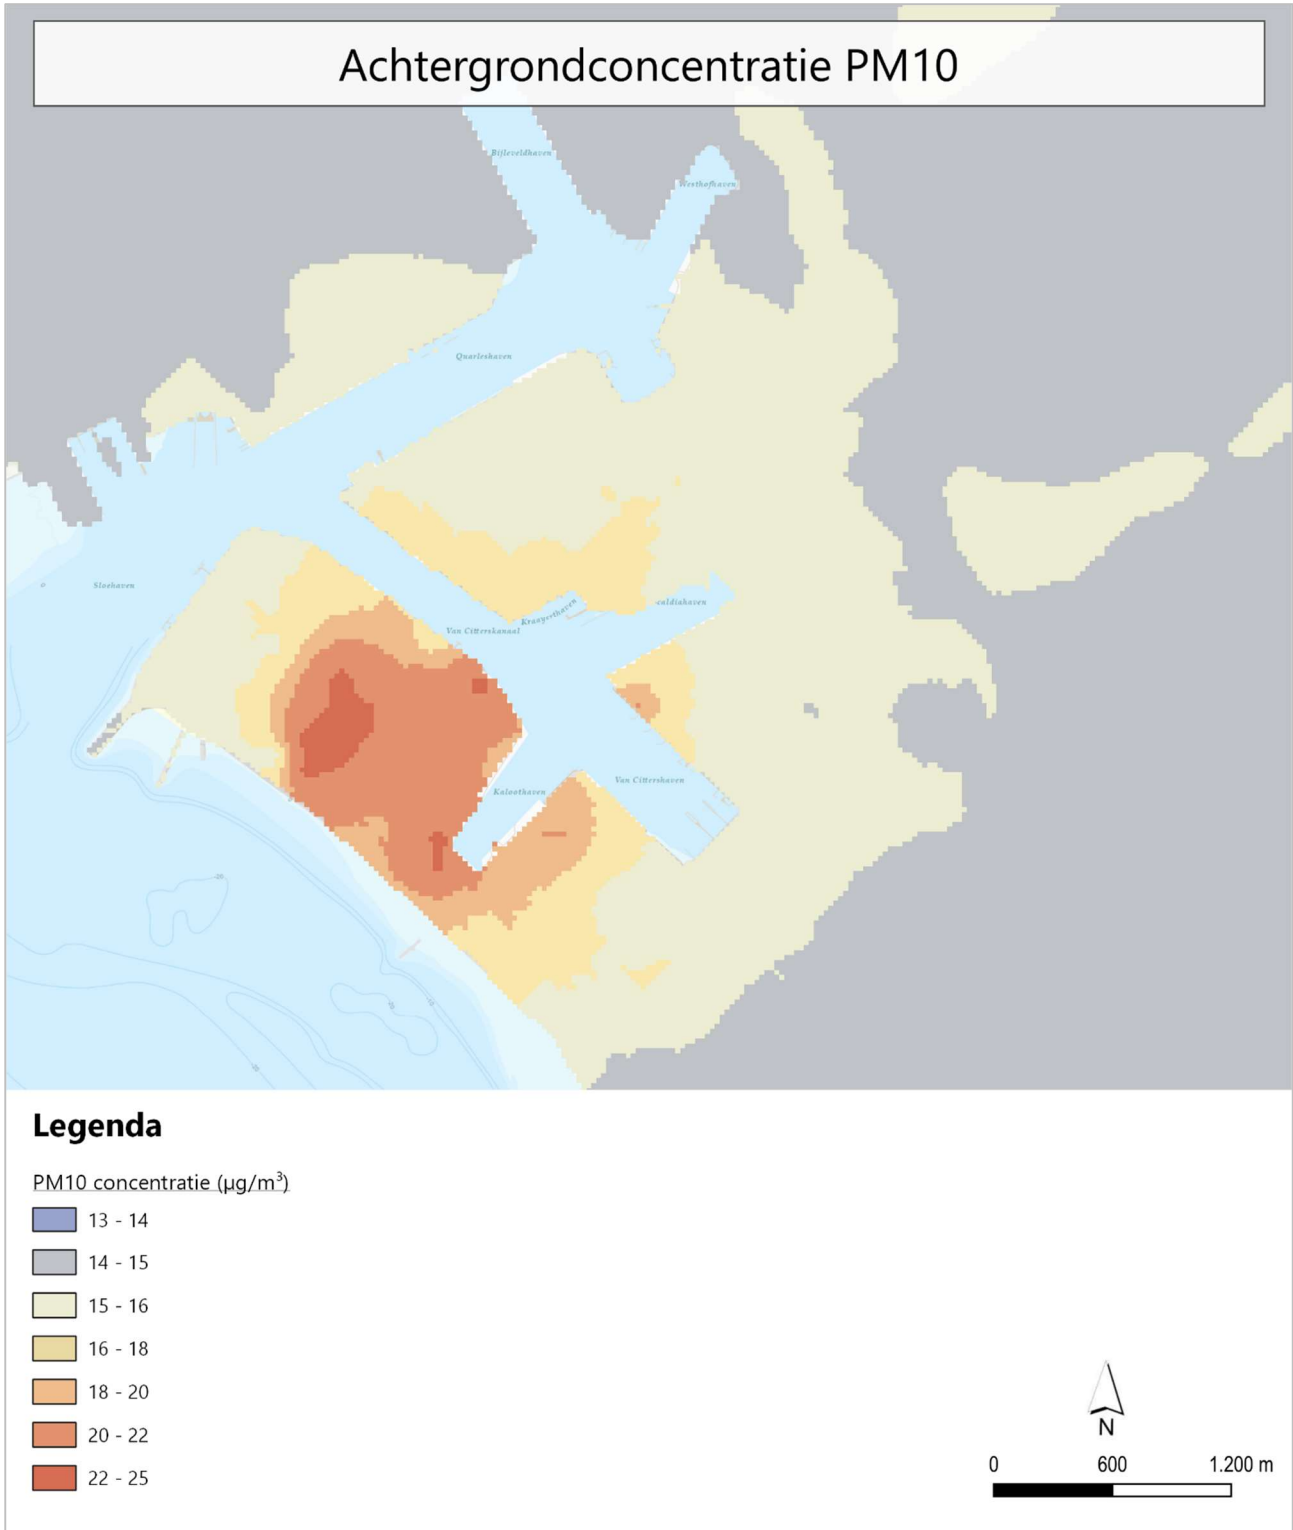 Achtergrondconcentratie PM10
Bijleveldhaven
Westhofhaven
Quarleshaven
Sloehaven
caldiahaven
Kraayerthaven
Van Cittershaven
Van Citterskanaal
Kaloothaven
Legenda
PM10 concentratie (µg/m³)
13 - 14
14 - 15
15 - 16
16 - 18
18 - 20
20 - 22
22 - 25
N
0 600 1.200 m